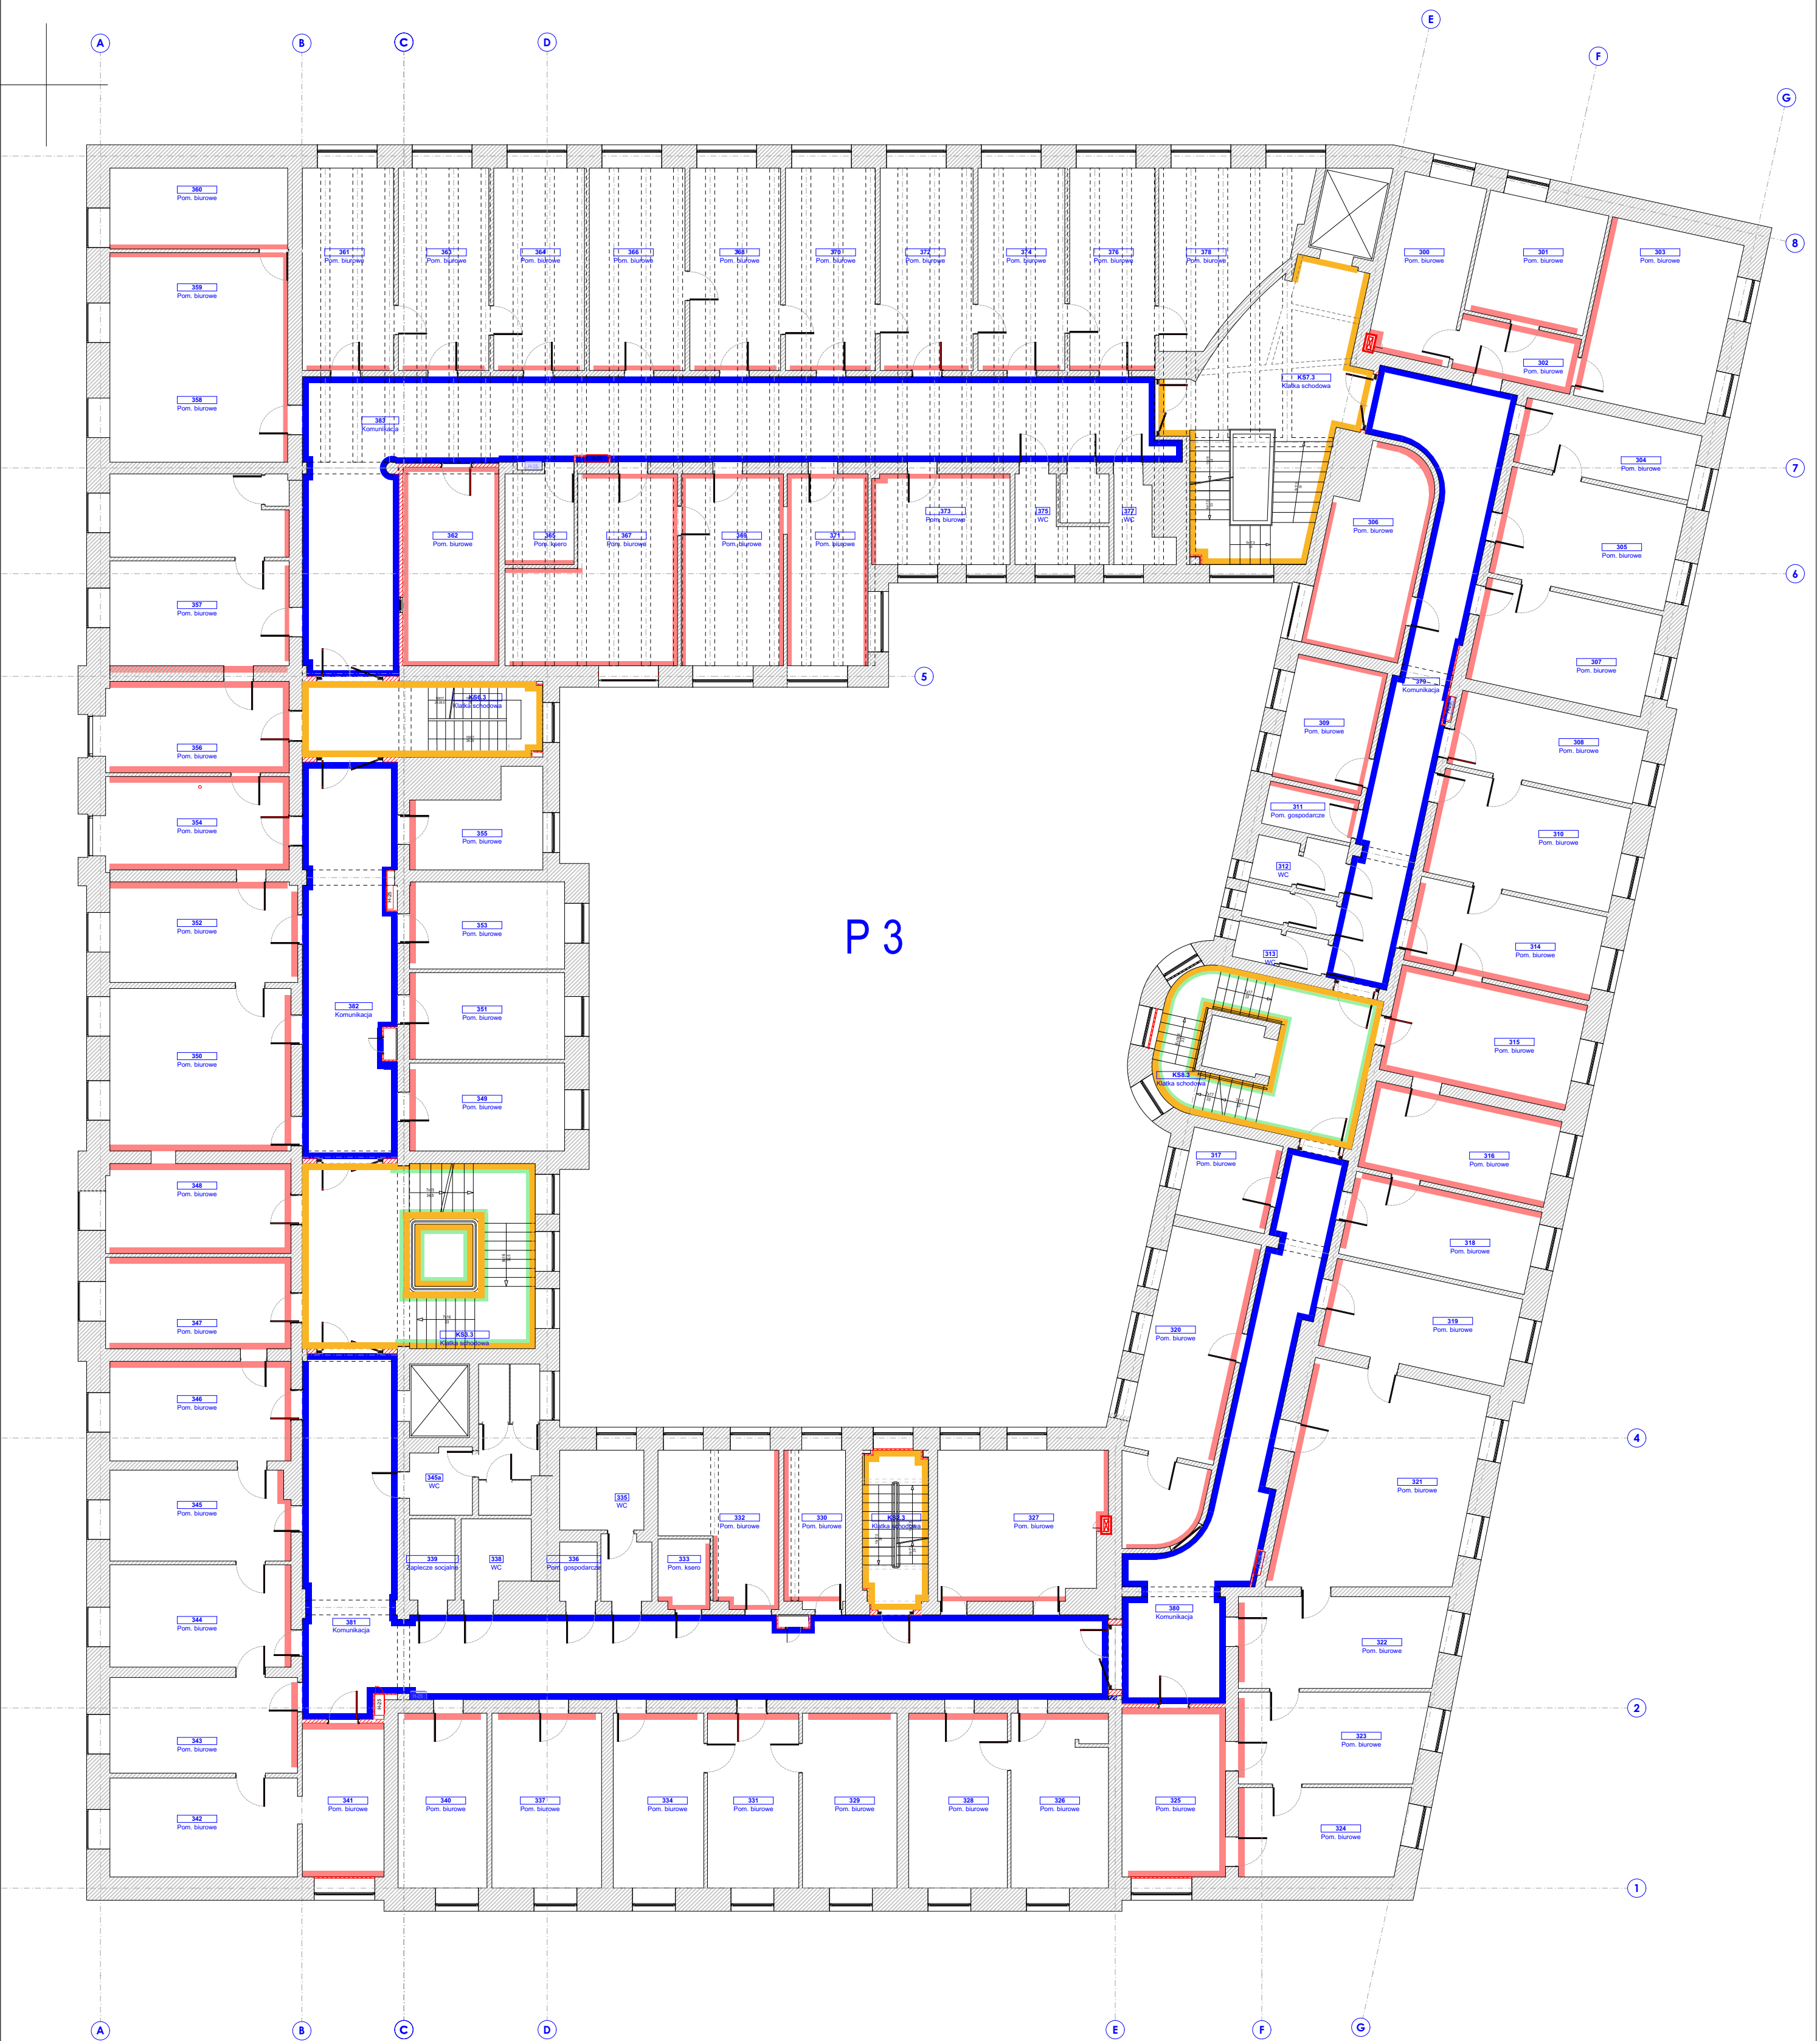 E
F
G
A
B
C
D
8
360
Pom. biurowe
361
Pom. biurowe
363
Pom. biurowe
364
Pom. biurowe
366
Pom. biurowe
368
Pom. biurowe
370
Pom. biurowe
372
Pom. biurowe
374
Pom. biurowe
376
Pom. biurowe
378
Pom. biurowe
300
Pom. biurowe
301
Pom. biurowe
303
Pom. biurowe
359
Pom. biurowe
302
Pom. biurowe
KS7.3
Klatka schodowa
358
Pom. biurowe
383
Komunikacja
304
Pom. biurowe
7
362
Pom. biurowe
365
Pom. ksero
367
Pom. biurowe
369
Pom. biurowe
371
Pom. biurowe
373
Pom. biurowe
375
WC
377
WC
306
Pom. biurowe
305
Pom. biurowe
6
357
Pom. biurowe
307
Pom. biurowe
5
379
Komunikacja
KS6.3
Klatka schodowa
309
Pom. biurowe
308
Pom. biurowe
356
Pom. biurowe
311
Pom. gospodarcze
354
Pom. biurowe
355
Pom. biurowe
310
Pom. biurowe
312
WC
H-25
352
Pom. biurowe
353
Pom. biurowe
P 3
313
WC
314
Pom. biurowe
382
Komunikacja
351
Pom. biurowe
350
Pom. biurowe
315
Pom. biurowe
KS8.3
Klatka schodowa
349
Pom. biurowe
317
Pom. biurowe
316
Pom. biurowe
348
Pom. biurowe
318
Pom. biurowe
347
Pom. biurowe
KS3.3
Klatka schodowa
320
Pom. biurowe
319
Pom. biurowe
346
Pom. biurowe
4
345a
WC
321
Pom. biurowe
345
Pom. biurowe
335
WC
332
Pom. biurowe
330
Pom. biurowe
KS2.3
Klatka schodowa
327
Pom. biurowe
339
Zaplecze socjalne
338
WC
336
Pom. gospodarcze
333
Pom. ksero
344
Pom. biurowe
381
Komunikacja
380
Komunikacja
322
Pom. biurowe
H-25
2
343
Pom. biurowe
323
Pom. biurowe
342
Pom. biurowe
341
Pom. biurowe
340
Pom. biurowe
337
Pom. biurowe
334
Pom. biurowe
331
Pom. biurowe
329
Pom. biurowe
328
Pom. biurowe
326
Pom. biurowe
325
Pom. biurowe
324
Pom. biurowe
1
A
B
C
D
E
F
G